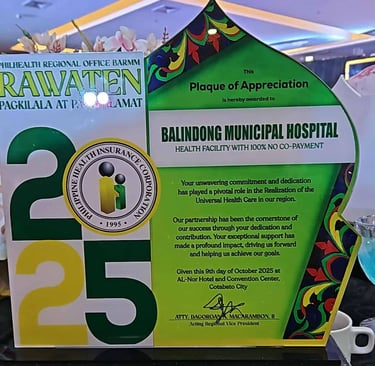 PHILHEALTH REGIONAL OFFICE BARMM
RAWATEN
PAGKILALA AT PASASALAMAT
2025
PHILIPPINE HEALTH INSURANCE CORPORATION
1995
This
Plaque of Appreciation
is hereby awarded to
BALINDONG MUNICIPAL HOSPITAL
HEALTH FACILITY WITH 100% NO CO-PAYMENT
Your unwavering commitment and dedication
has played a pivotal role in the Realization of the
Universal Health Care in our region.
Our partnership has been the cornerstone of
our success through your dedication and
contribution. Your exceptional support has
made a profound impact, driving us forward
and helping us achieve our goals.
Given this 9th day of October 2025 at
AL-Nor Hotel and Convention Center,
Cotabato City
ATTY. DAGOROAN A. MACARAMBON, II
Acting Regional Vice President